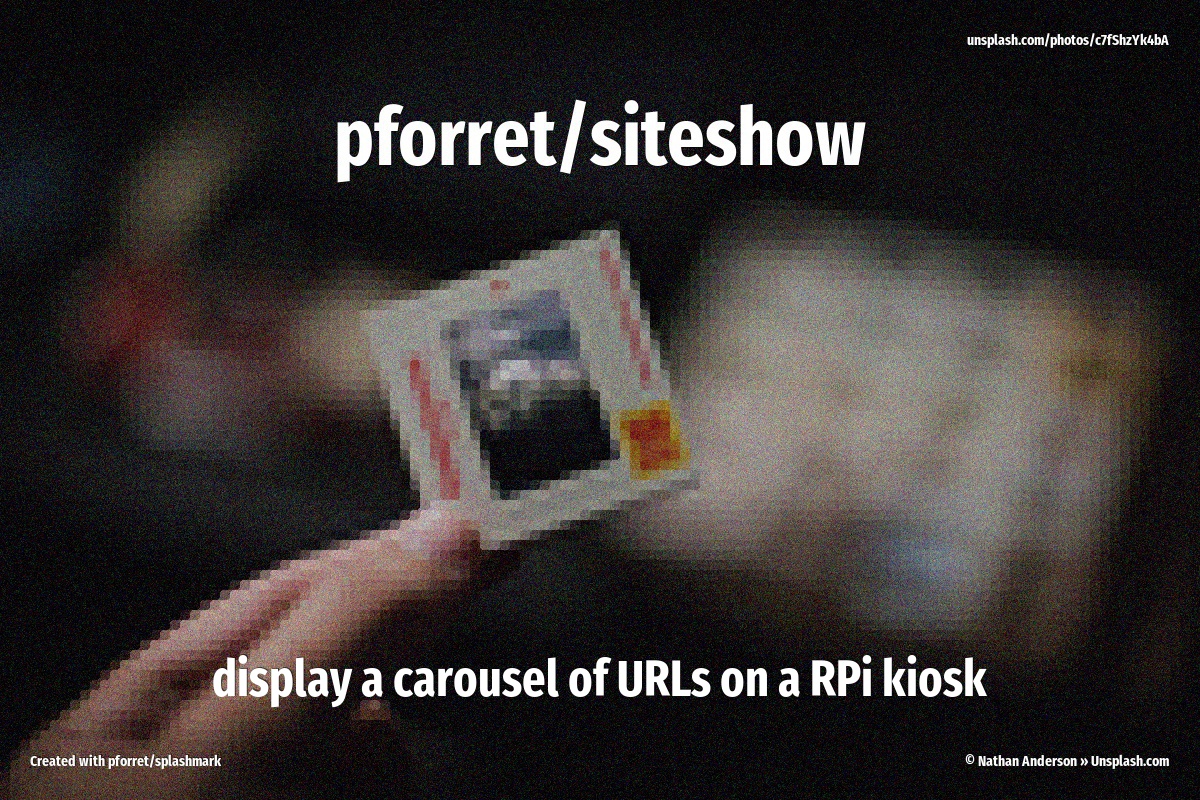 unsplash.com/photos/c7fShzYk4bA
pforret/siteshow
display a carousel of URLs on a RPi kiosk
Created with pforret/splashmark
© Nathan Anderson » Unsplash.com